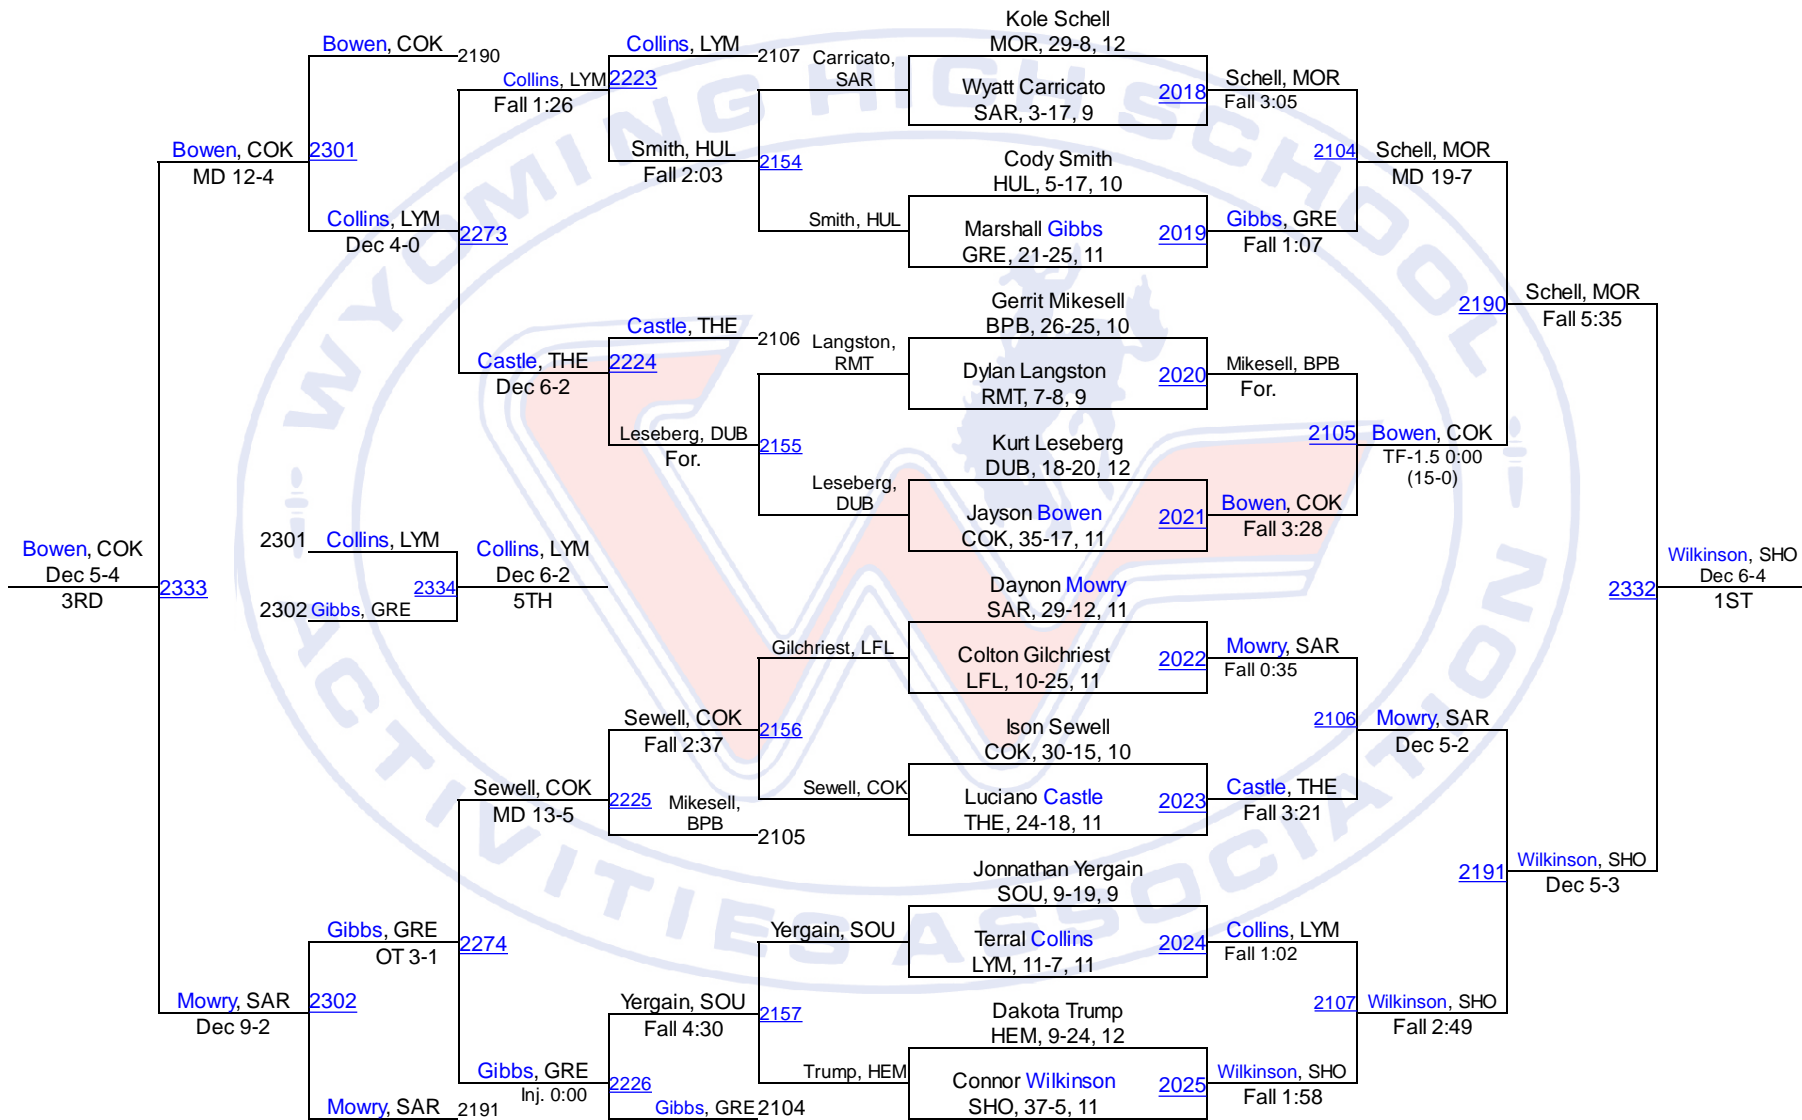 Kole Schell
MOR, 29-8, 12
Wyatt Carricato
SAR, 3-17, 9
2018
Schell, MOR
Fall 3:05
Cody Smith
HUL, 5-17, 10
Marshall Gibbs
GRE, 21-25, 11
2019
Gibbs, GRE
Fall 1:07
2104
Schell, MOR
MD 19-7
Gerrit Mikesell
BPB, 26-25, 10
Dylan Langston
RMT, 7-8, 9
2020
Mikesell, BPB
For.
Kurt Leseberg
DUB, 18-20, 12
Jayson Bowen
COK, 35-17, 11
2021
Bowen, COK
Fall 3:28
2105
Bowen, COK
TF-1.5 0:00
(15-0)
2190
Schell, MOR
Fall 5:35
Daynon Mowry
SAR, 29-12, 11
Colton Gilchriest
LFL, 10-25, 11
2022
Mowry, SAR
Fall 0:35
Ison Sewell
COK, 30-15, 10
Luciano Castle
THE, 24-18, 11
2023
Castle, THE
Fall 3:21
2106
Mowry, SAR
Dec 5-2
Jonnathan Yergain
SOU, 9-19, 9
Terral Collins
LYM, 11-7, 11
2024
Collins, LYM
Fall 1:02
Dakota Trump
HEM, 9-24, 12
Connor Wilkinson
SHO, 37-5, 11
2025
Wilkinson, SHO
Fall 1:58
2107
Wilkinson, SHO
Fall 2:49
2191
Wilkinson, SHO
Dec 5-3
2332
Wilkinson, SHO
Dec 6-4
1ST
Carricato,
SAR
Smith, HUL
2154
Smith, HUL
Fall 2:03
Collins, LYM
2107
2223
Collins, LYM
Fall 1:26
Langston,
RMT
Leseberg,
DUB
2155
Leseberg, DUB
For.
Castle, THE
2106
2224
Castle, THE
Dec 6-2
2273
Collins, LYM
Dec 4-0
Bowen, COK
2190
2301
Bowen, COK
MD 12-4
2301
Collins, LYM
2302
Gibbs, GRE
2334
Collins, LYM
Dec 6-2
5TH
Bowen, COK
Dec 5-4
3RD
2333
Gilchriest, LFL
Sewell, COK
2156
Sewell, COK
Fall 2:37
Mikesell,
BPB
2105
2225
Sewell, COK
MD 13-5
Yergain, SOU
Trump, HEM
2157
Yergain, SOU
Fall 4:30
Gibbs, GRE
2104
2226
Gibbs, GRE
Inj. 0:00
2274
Gibbs, GRE
OT 3-1
Mowry, SAR
2191
2302
Mowry, SAR
Dec 9-2
WYOMING HIGH SCHOOL
ACTIVITIES ASSOCIATION